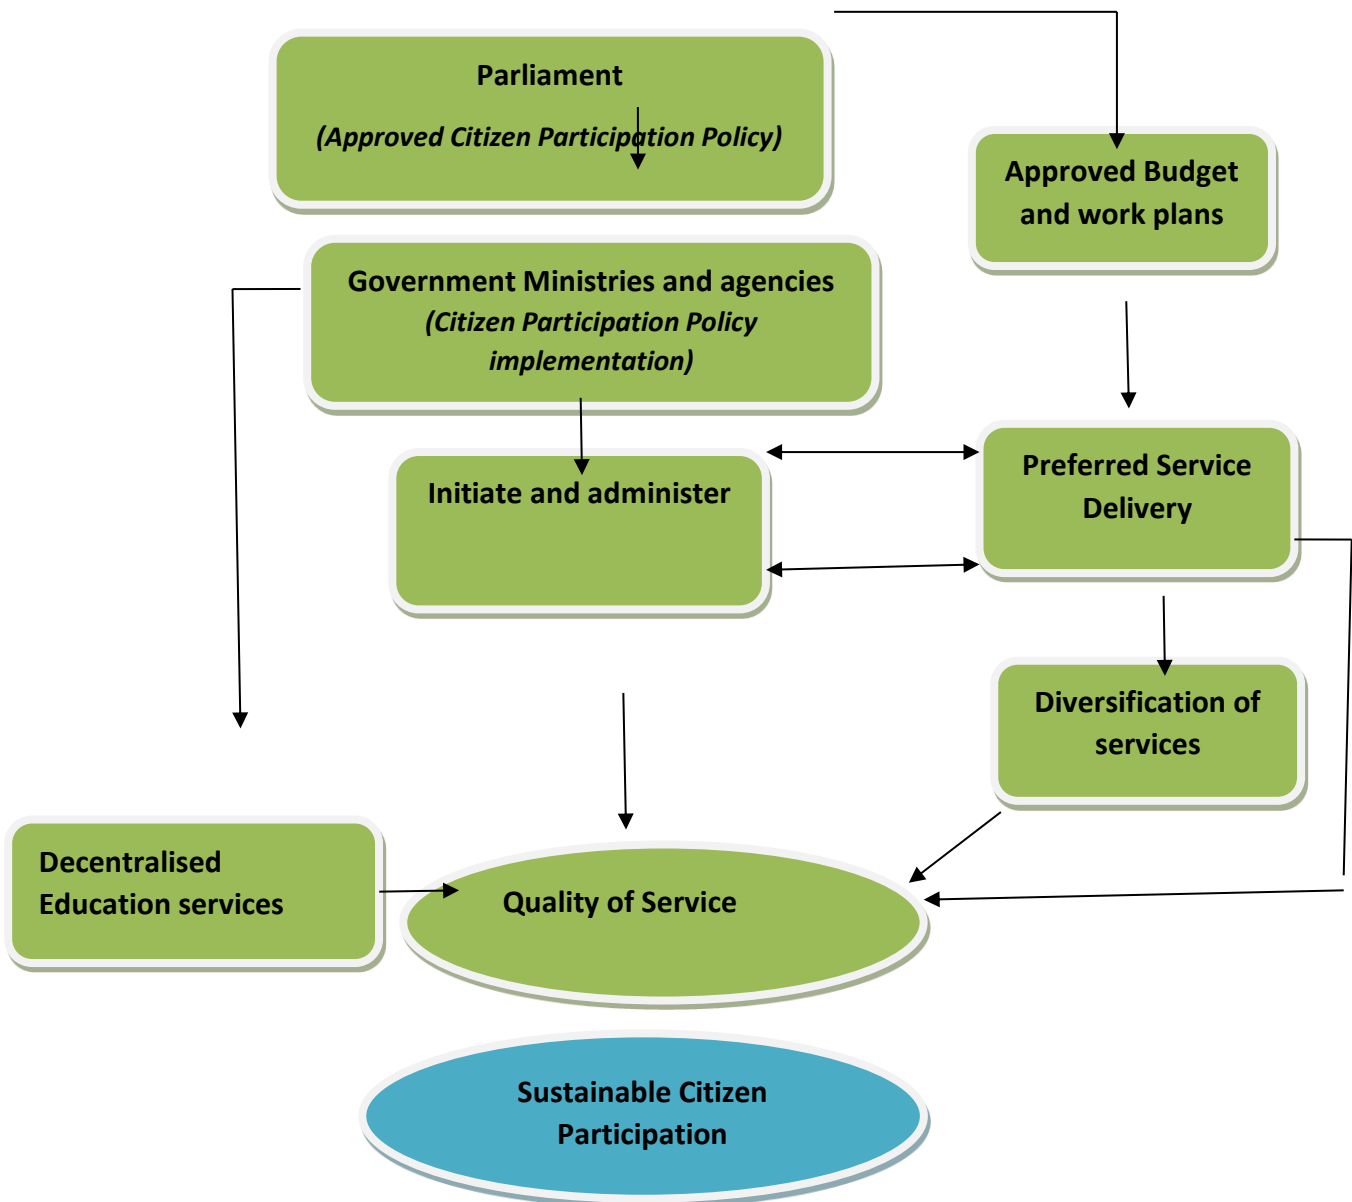 Parliament
(Approved Citizen Participation Policy)
Approved Budget
and work plans
Government Ministries and agencies
(Citizen Participation Policy
implementation)
Initiate and administer
Preferred Service
Delivery
Diversification of
services
Decentralised
Education services
Quality of Service
Sustainable Citizen
Participation